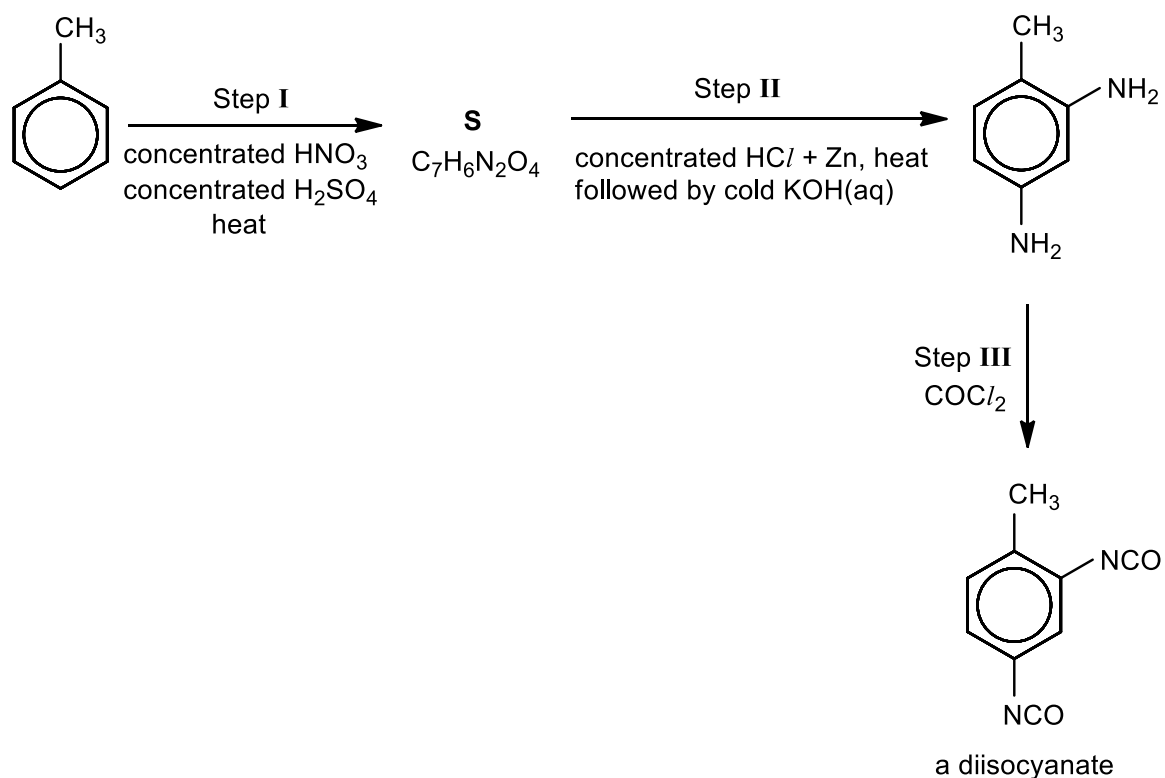 CH₃
Step I
concentrated HNO₃
concentrated H₂SO₄
heat
S
C₇H₆N₂O₄
Step II
concentrated HCl + Zn, heat
followed by cold KOH(aq)
CH₃
NH₂
NH₂
Step III
COCl₂
CH₃
NCO
NCO
a diisocyanate